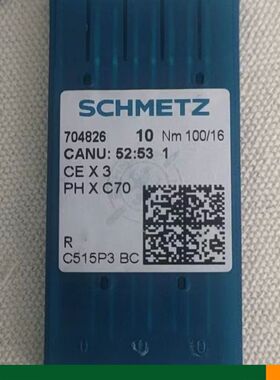 SCHMETZ
704826 10 Nm 100/16
CANU: 52:53 1
CE X 3
PH X C70
R
C515P3 BC